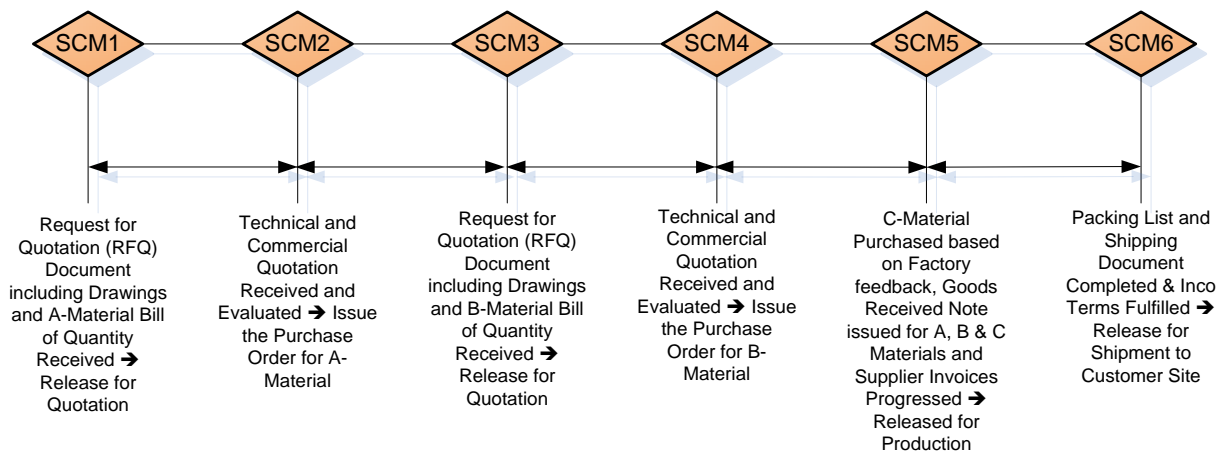 SCM1
SCM2
SCM3
SCM4
SCM5
SCM6
Request for
Quotation (RFQ)
Document
including Drawings
and A-Material Bill
of Quantity
Received ➔
Release for
Quotation
Technical and
Commercial
Quotation
Received and
Evaluated ➔ Issue
the Purchase
Order for A-
Material
Request for
Quotation (RFQ)
Document
including Drawings
and B-Material Bill
of Quantity
Received ➔
Release for
Quotation
Technical and
Commercial
Quotation
Received and
Evaluated ➔ Issue
the Purchase
Order for B-
Material
C-Material
Purchased based
on Factory
feedback, Goods
Received Note
issued for A, B & C
Materials and
Supplier Invoices
Progressed ➔
Released for
Production
Packing List and
Shipping
Document
Completed & Inco
Terms Fulfilled ➔
Release for
Shipment to
Customer Site